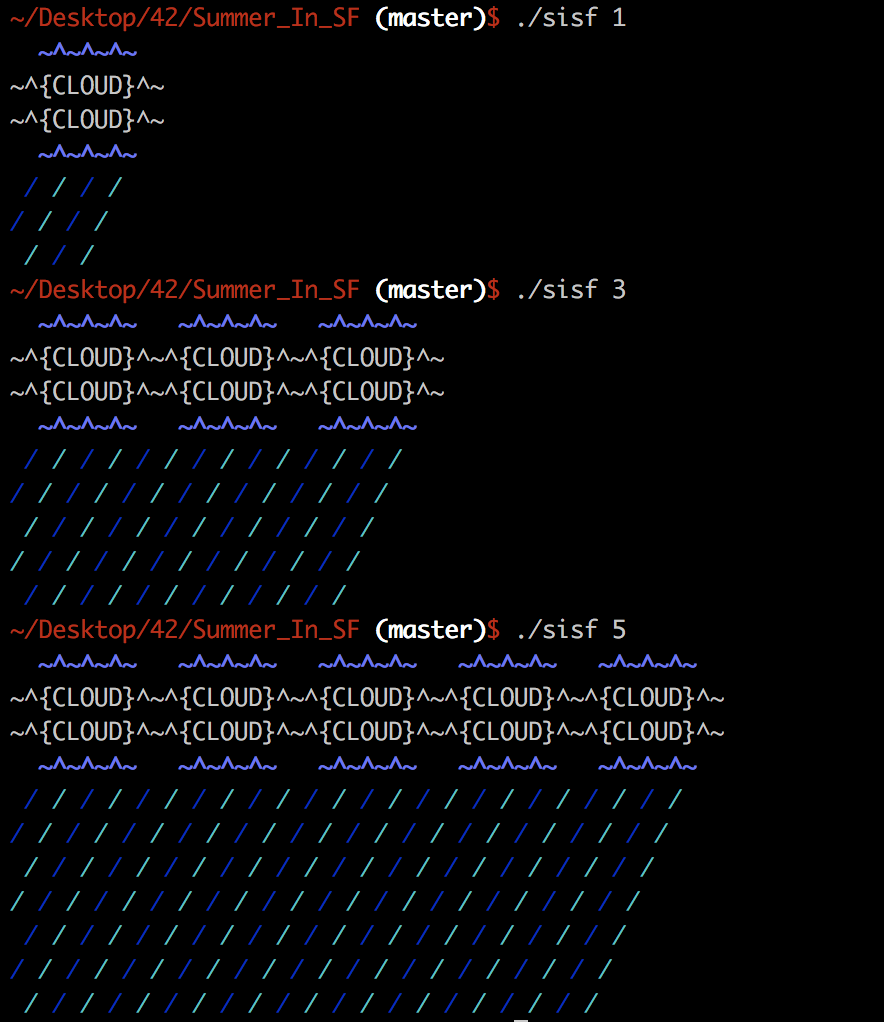 ~/Desktop/42/Summer_In_SF (master)$ ./sisf 1
  ~^~^~^~
~^{CLOUD}^~
~^{CLOUD}^~
  ~^~^~^~
 / / / /
/ / / /
 / / /
~/Desktop/42/Summer_In_SF (master)$ ./sisf 3
  ~^~^~^~   ~^~^~^~   ~^~^~^~
~^{CLOUD}^~^{CLOUD}^~^{CLOUD}^~
~^{CLOUD}^~^{CLOUD}^~^{CLOUD}^~
  ~^~^~^~   ~^~^~^~   ~^~^~^~
 / / / / / / / / / / / / / /
/ / / / / / / / / / / / / /
 / / / / / / / / / / / / /
/ / / / / / / / / / / / /
 / / / / / / / / / / / /
~/Desktop/42/Summer_In_SF (master)$ ./sisf 5
  ~^~^~^~   ~^~^~^~   ~^~^~^~   ~^~^~^~   ~^~^~^~
~^{CLOUD}^~^{CLOUD}^~^{CLOUD}^~^{CLOUD}^~^{CLOUD}^~
~^{CLOUD}^~^{CLOUD}^~^{CLOUD}^~^{CLOUD}^~^{CLOUD}^~
  ~^~^~^~   ~^~^~^~   ~^~^~^~   ~^~^~^~   ~^~^~^~
 / / / / / / / / / / / / / / / / / / / / / / / /
/ / / / / / / / / / / / / / / / / / / / / / / /
 / / / / / / / / / / / / / / / / / / / / / / /
/ / / / / / / / / / / / / / / / / / / / / / /
 / / / / / / / / / / / / / / / / / / / / / /
/ / / / / / / / / / / / / / / / / / / / / /
 / / / / / / / / / / / / / / / / / / / / /